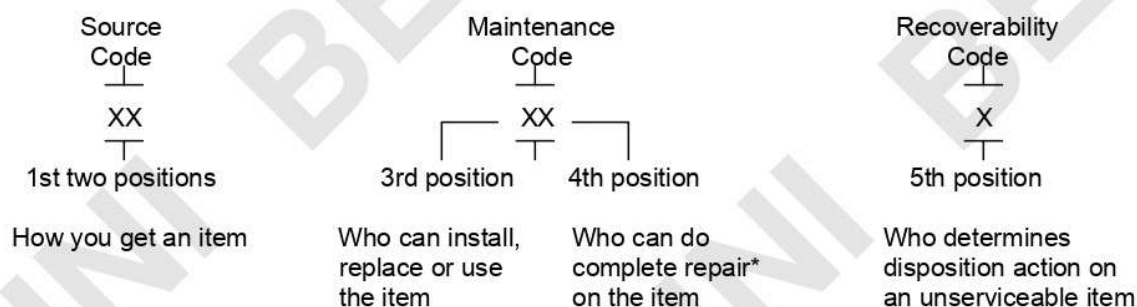 Source
Code
XX
1st two positions
How you get an item
Maintenance
Code
XX
3rd position
4th position
Who can install,
replace or use
the item
Who can do
complete repair*
on the item
Recoverability
Code
X
5th position
Who determines
disposition action on
an unserviceable item